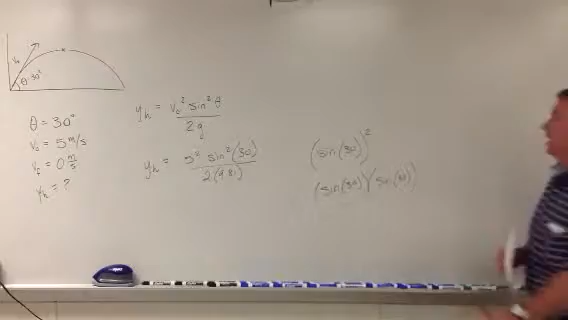 v₀
θ=30°
θ = 30°
v₀ = 5 m/s
v_f = 0 m/s
y_h = ?
y_h = v₀² sin² θ / 2g
y_h = 5² sin² (30) / 2(9.81)
(sin(30))²
(sin(30))(sin(30))